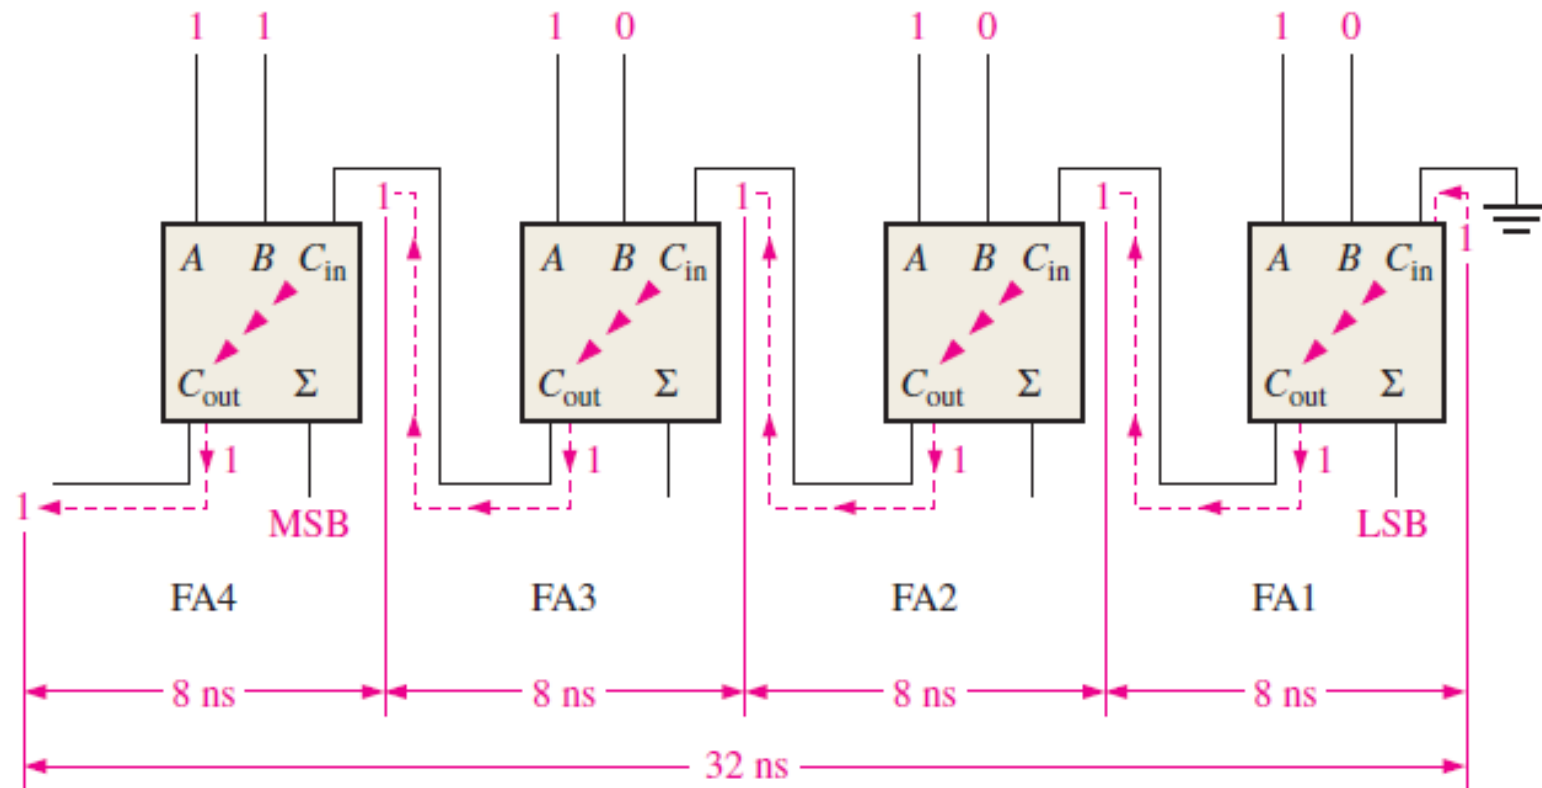 1 1 1 0 1 0 1 0
1 1 1 1
A B Cin A B Cin A B Cin A B Cin
Cout Σ Cout Σ Cout Σ Cout Σ
1 1 1 1
1 MSB LSB
FA4 FA3 FA2 FA1
8 ns 8 ns 8 ns 8 ns
32 ns